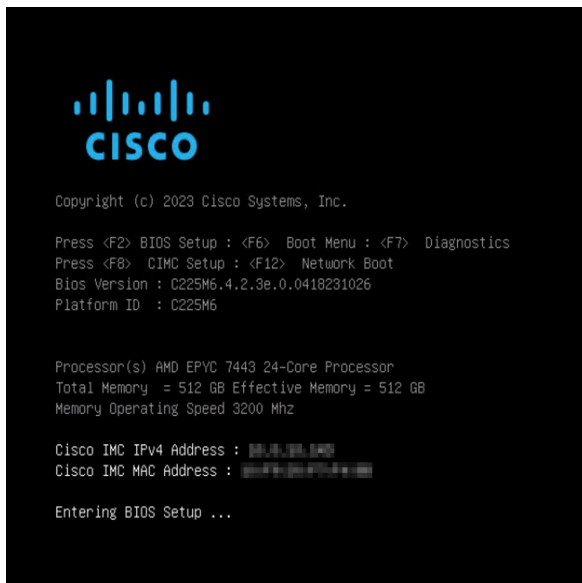 CISCO
Copyright (c) 2023 Cisco Systems, Inc.
Press <F2> BIOS Setup : <F6> Boot Menu : <F7> Diagnostics
Press <F8> CIMC Setup : <F12> Network Boot
Bios Version : C225M6.4.2.3e.0.0418231026
Platform ID : C225M6
Processor(s) AMD EPYC 7443 24-Core Processor
Total Memory = 512 GB Effective Memory = 512 GB
Memory Operating Speed 3200 Mhz
Cisco IMC IPv4 Address :
Cisco IMC MAC Address :
Entering BIOS Setup ...